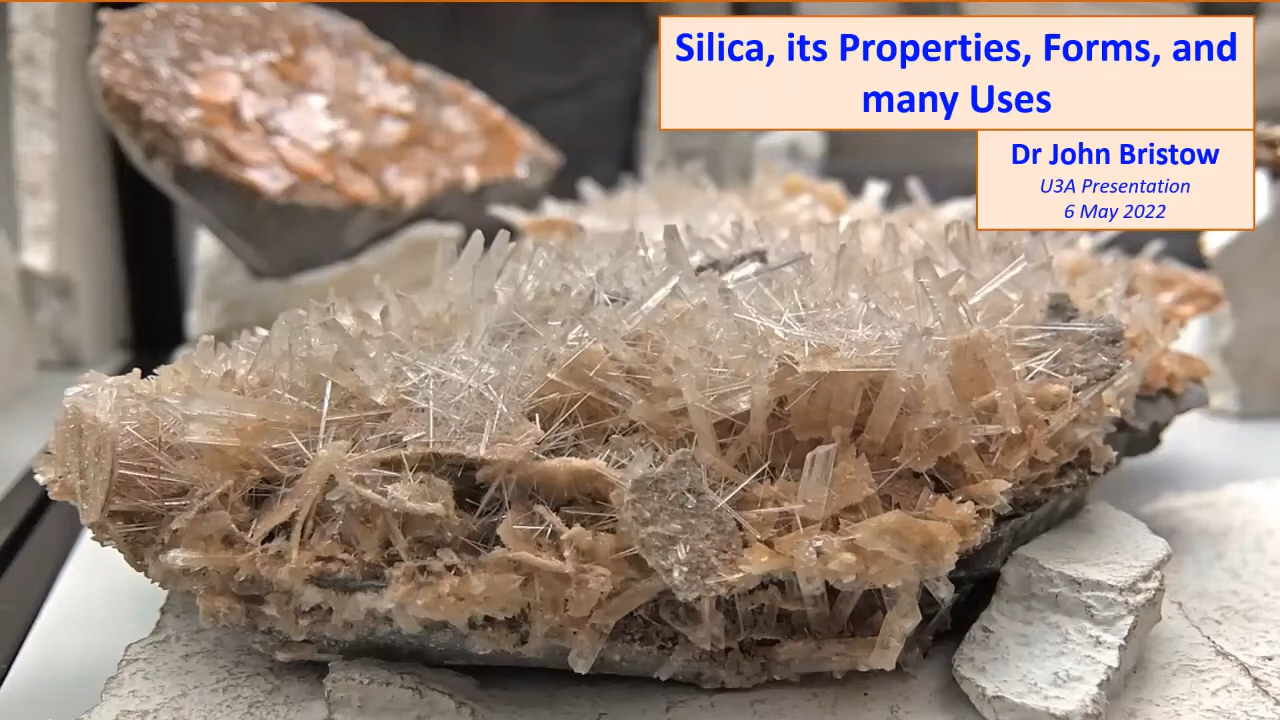 Silica, its Properties, Forms, and
many Uses
Dr John Bristow
U3A Presentation
6 May 2022